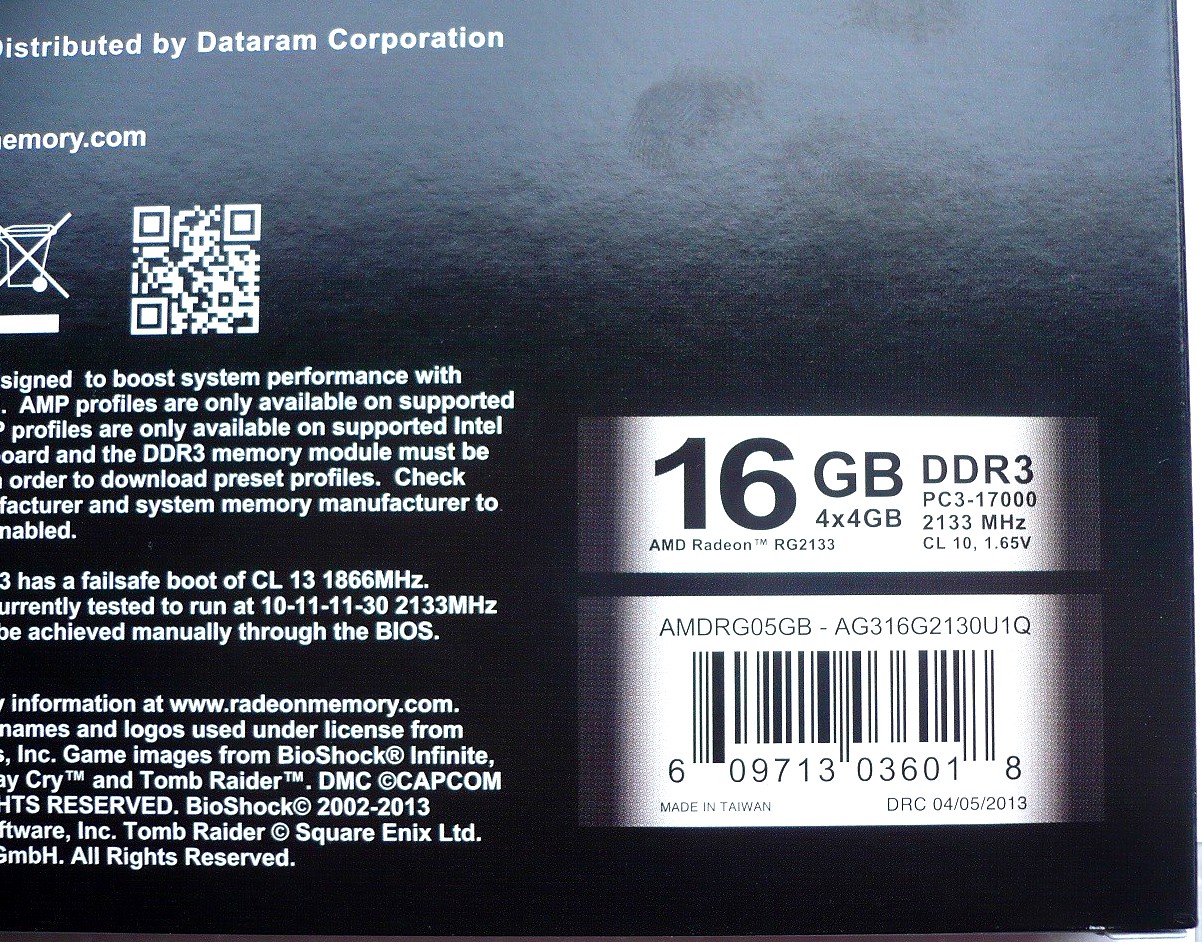 Distributed by Dataram Corporation
emory.com
signed to boost system performance with
. AMP profiles are only available on supported
P profiles are only available on supported Intel
oard and the DDR3 memory module must be
order to download preset profiles. Check
facturer and system memory manufacturer to
nabled.
3 has a failsafe boot of CL 13 1866MHz.
urrently tested to run at 10-11-11-30 2133MHz
be achieved manually through the BIOS.
y information at www.radeonmemory.com.
names and logos used under license from
s, Inc. Game images from BioShock® Infinite,
ay Cry™ and Tomb Raider™. DMC ©CAPCOM
HTS RESERVED. BioShock© 2002-2013
ftware, Inc. Tomb Raider © Square Enix Ltd.
GmbH. All Rights Reserved.
16 GB DDR3
4x4GB PC3-17000
2133 MHz
AMD Radeon™ RG2133 CL 10, 1.65V
AMDRG05GB - AG316G2130U1Q
6 09713 03601 8
MADE IN TAIWAN DRC 04/05/2013